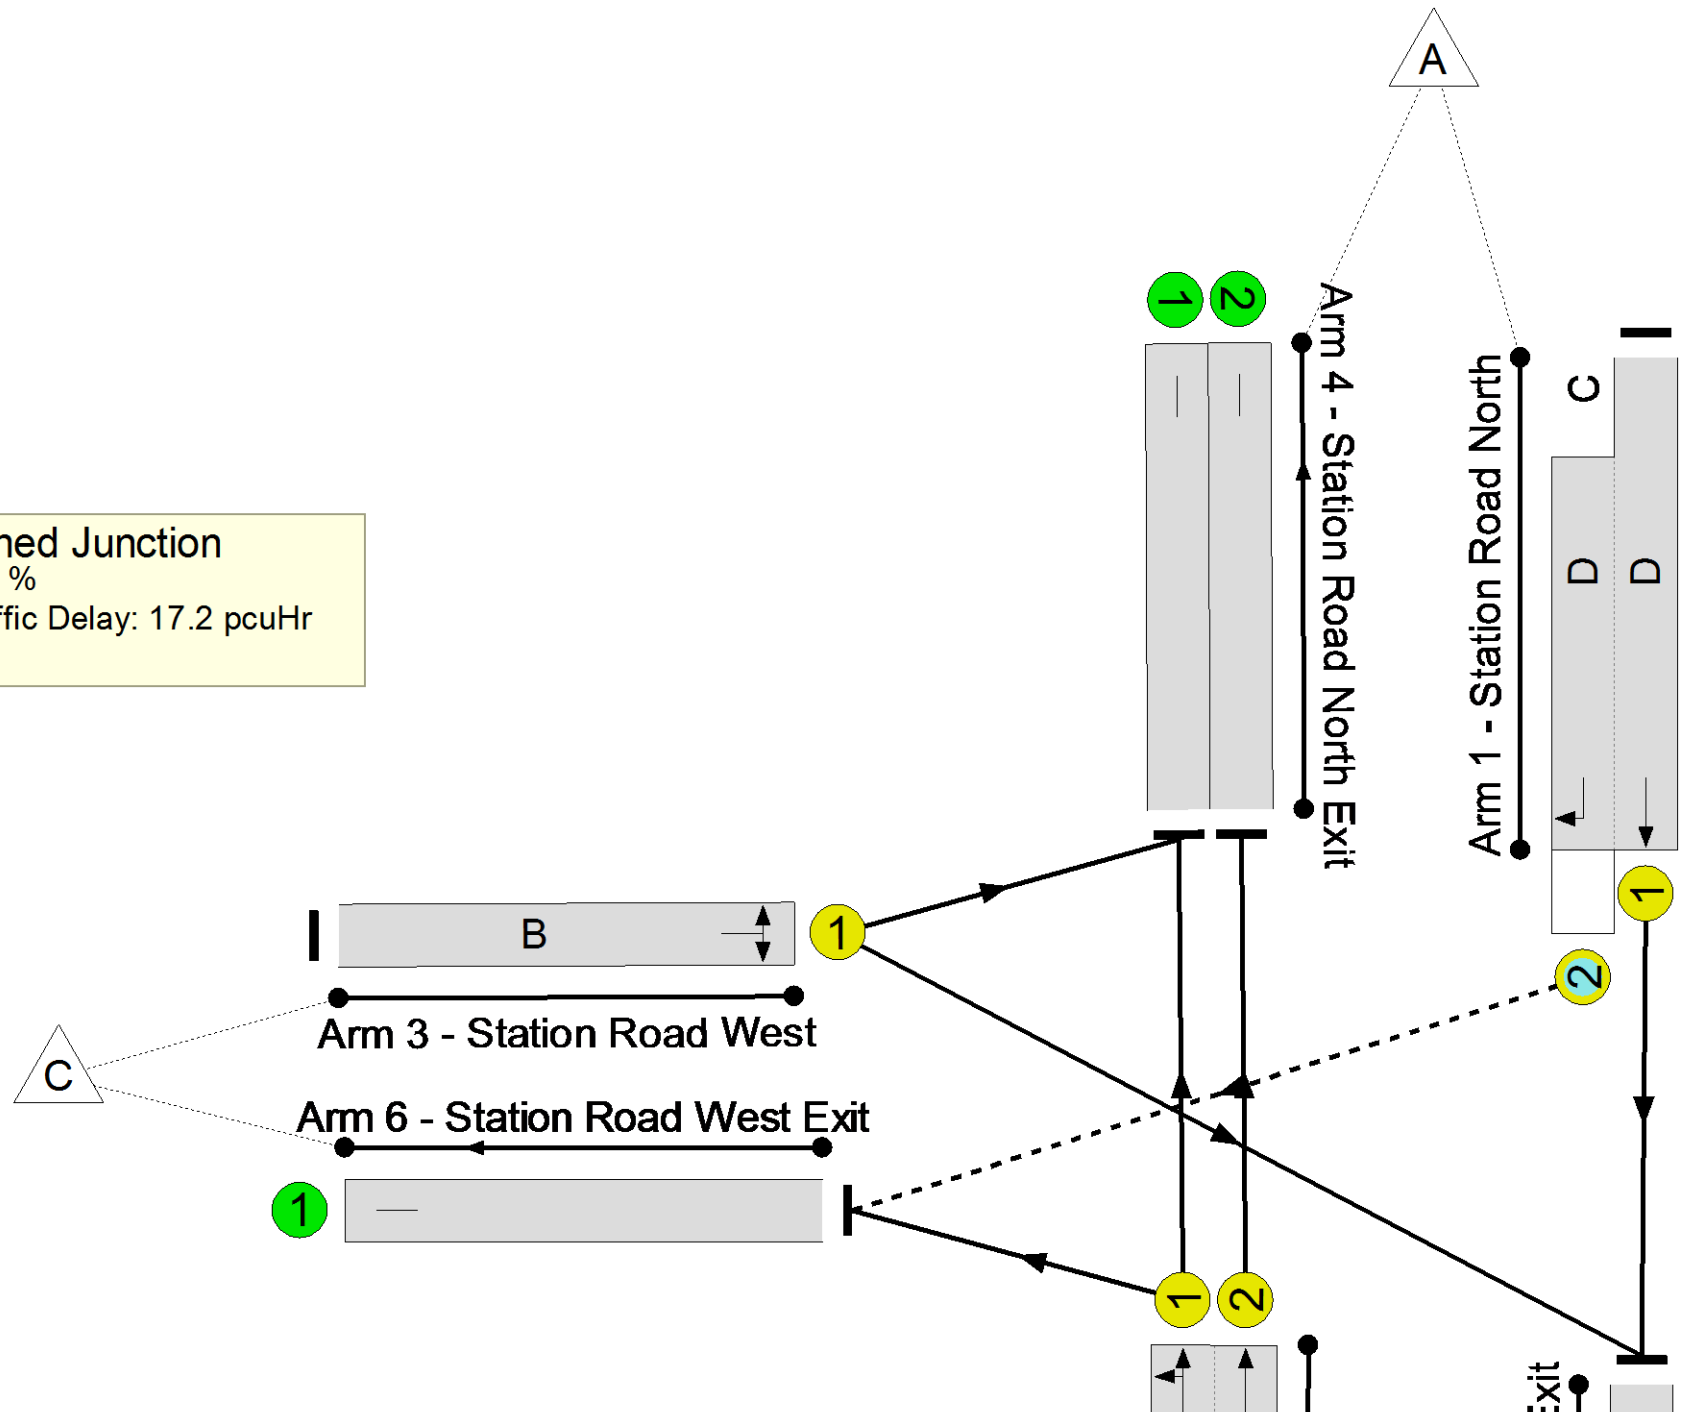 A
1
2
Arm 4 - Station Road North Exit
Arm 1 - Station Road North
C
D
D
ned Junction
%
ffic Delay: 17.2 pcuHr
B
1
1
2
Arm 3 - Station Road West
C
Arm 6 - Station Road West Exit
1
1
2
Exit